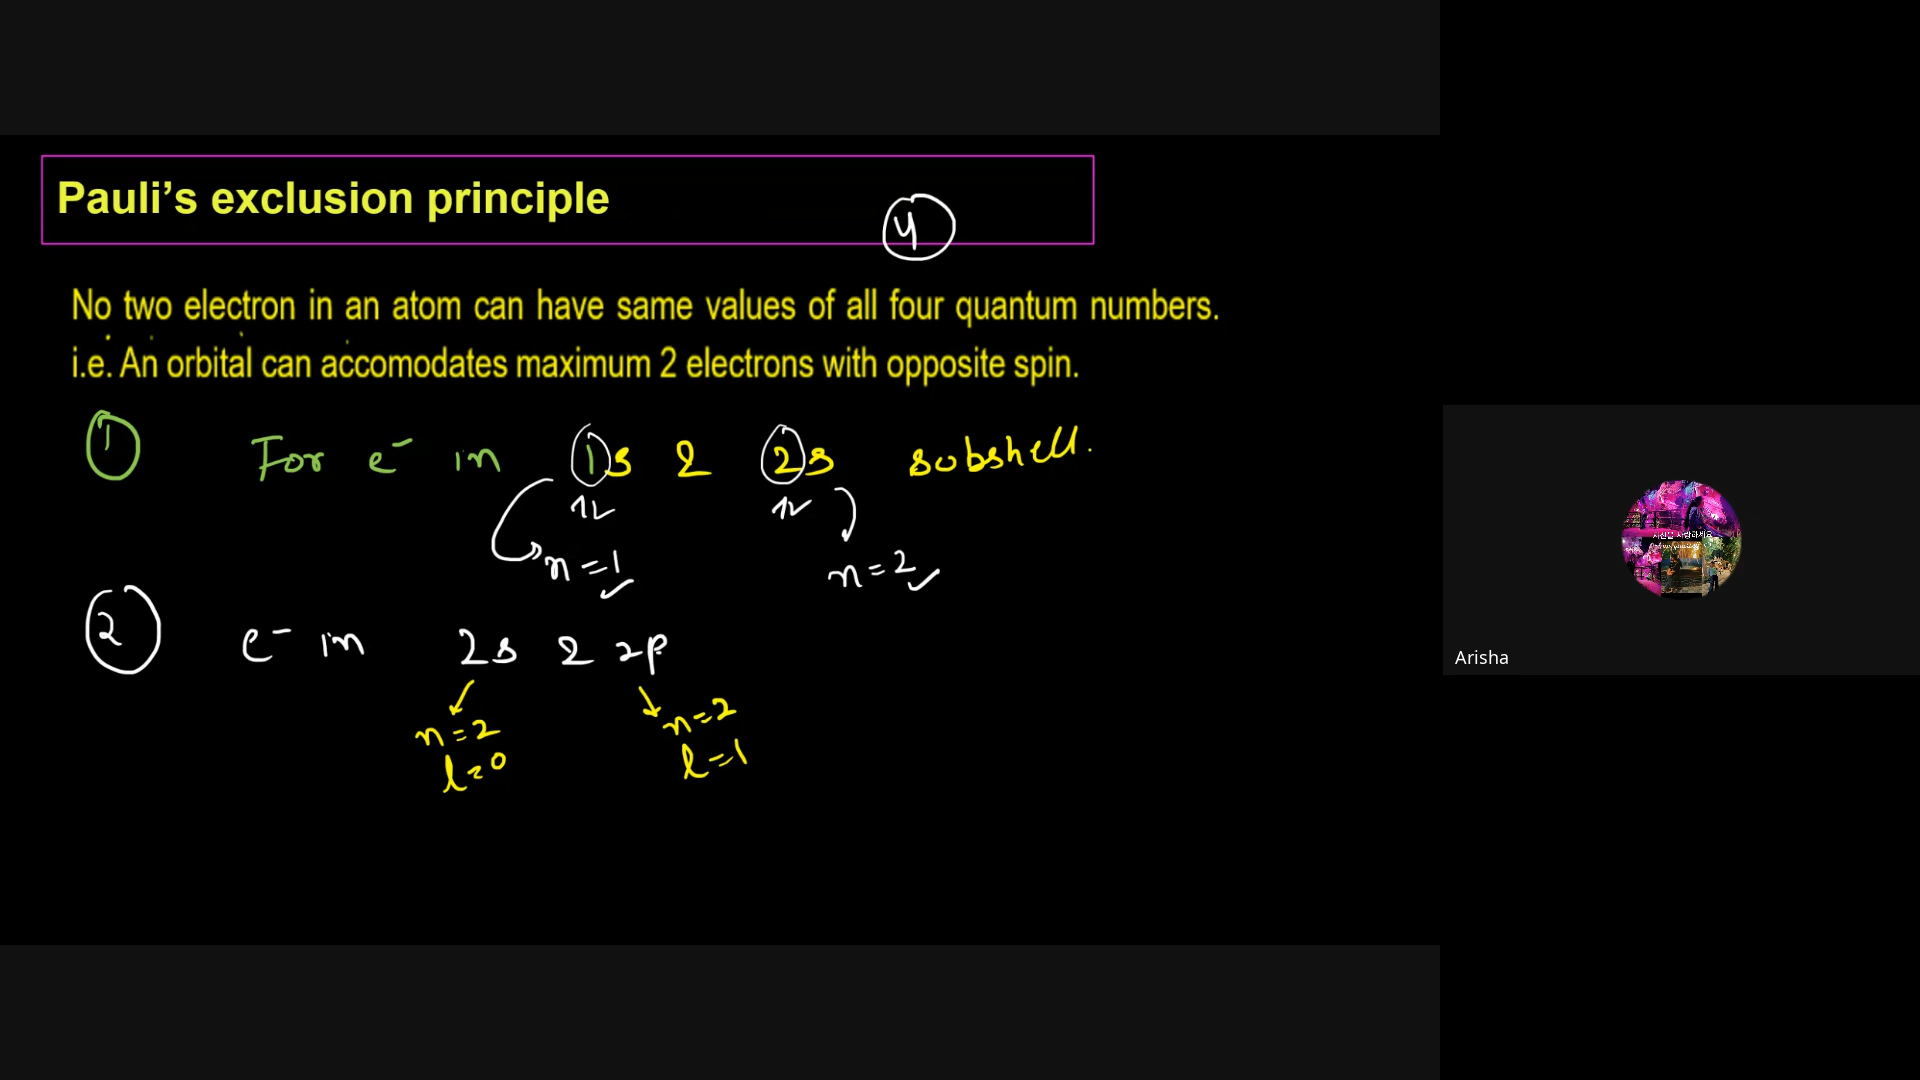 Pauli's exclusion principle
4
No two electron in an atom can have same values of all four quantum numbers.
i.e. An orbital can accomodates maximum 2 electrons with opposite spin.
1 For e⁻ in 1s & 2s subshell.
↑↓ ↑↓
n=1 n=2
2 e⁻ in 2s & 2p
n=2 n=2
l=0 l=1
Arisha